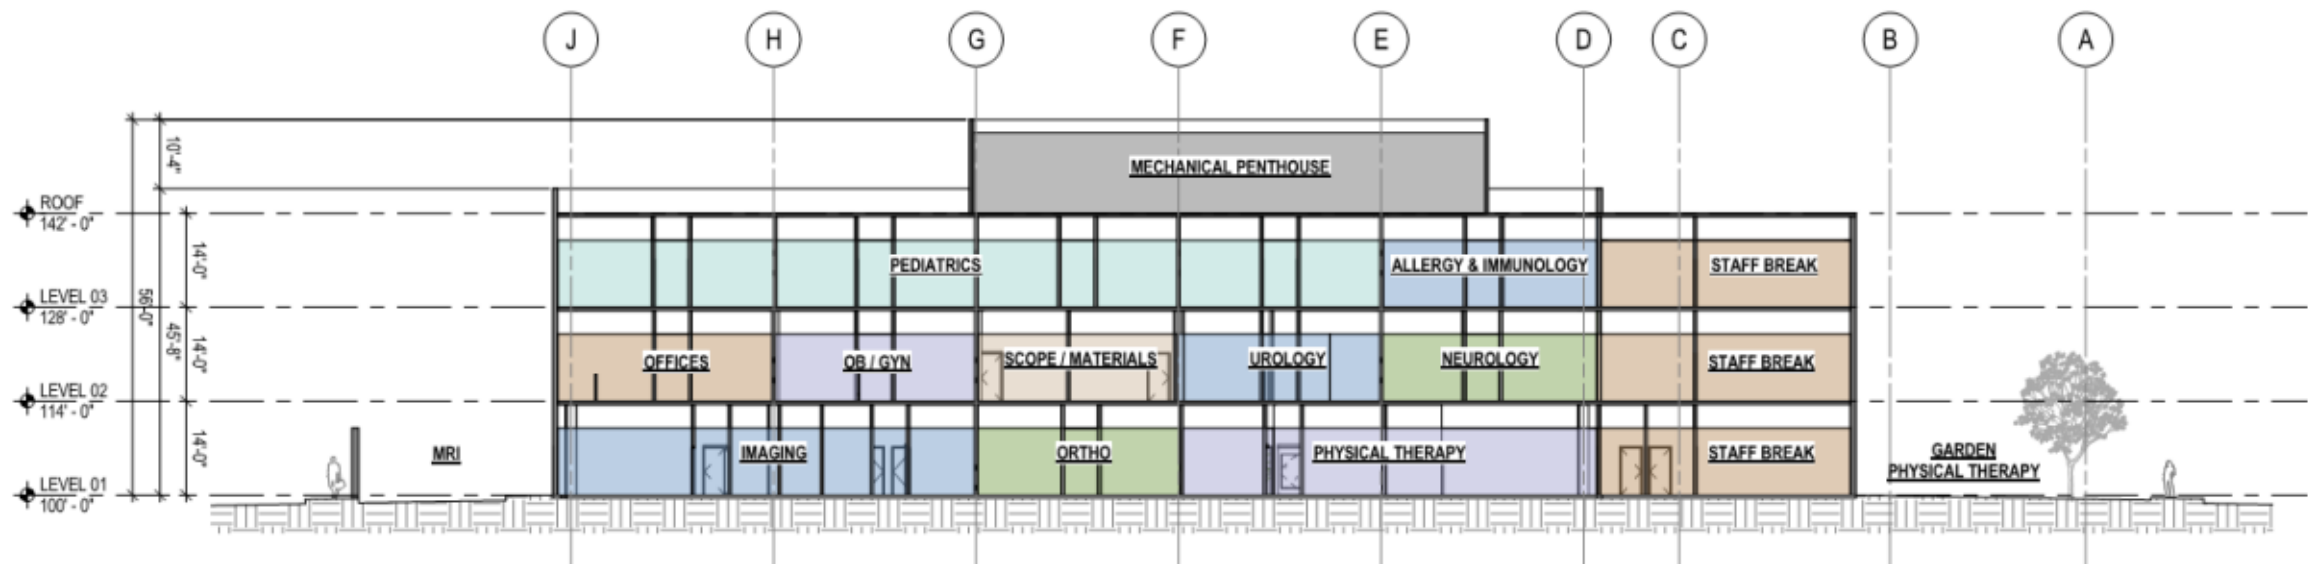 J H G F E D C B A
10'-4"
MECHANICAL PENTHOUSE
ROOF
142' - 0"
14'-0"
PEDIATRICS
ALLERGY & IMMUNOLOGY
STAFF BREAK
LEVEL 03
128' - 0"
56'-0"
45'-8"
14'-0"
OFFICES
OB / GYN
SCOPE / MATERIALS
UROLOGY
NEUROLOGY
STAFF BREAK
LEVEL 02
114' - 0"
14'-0"
MRI
IMAGING
ORTHO
PHYSICAL THERAPY
STAFF BREAK
GARDEN
PHYSICAL THERAPY
LEVEL 01
100' - 0"